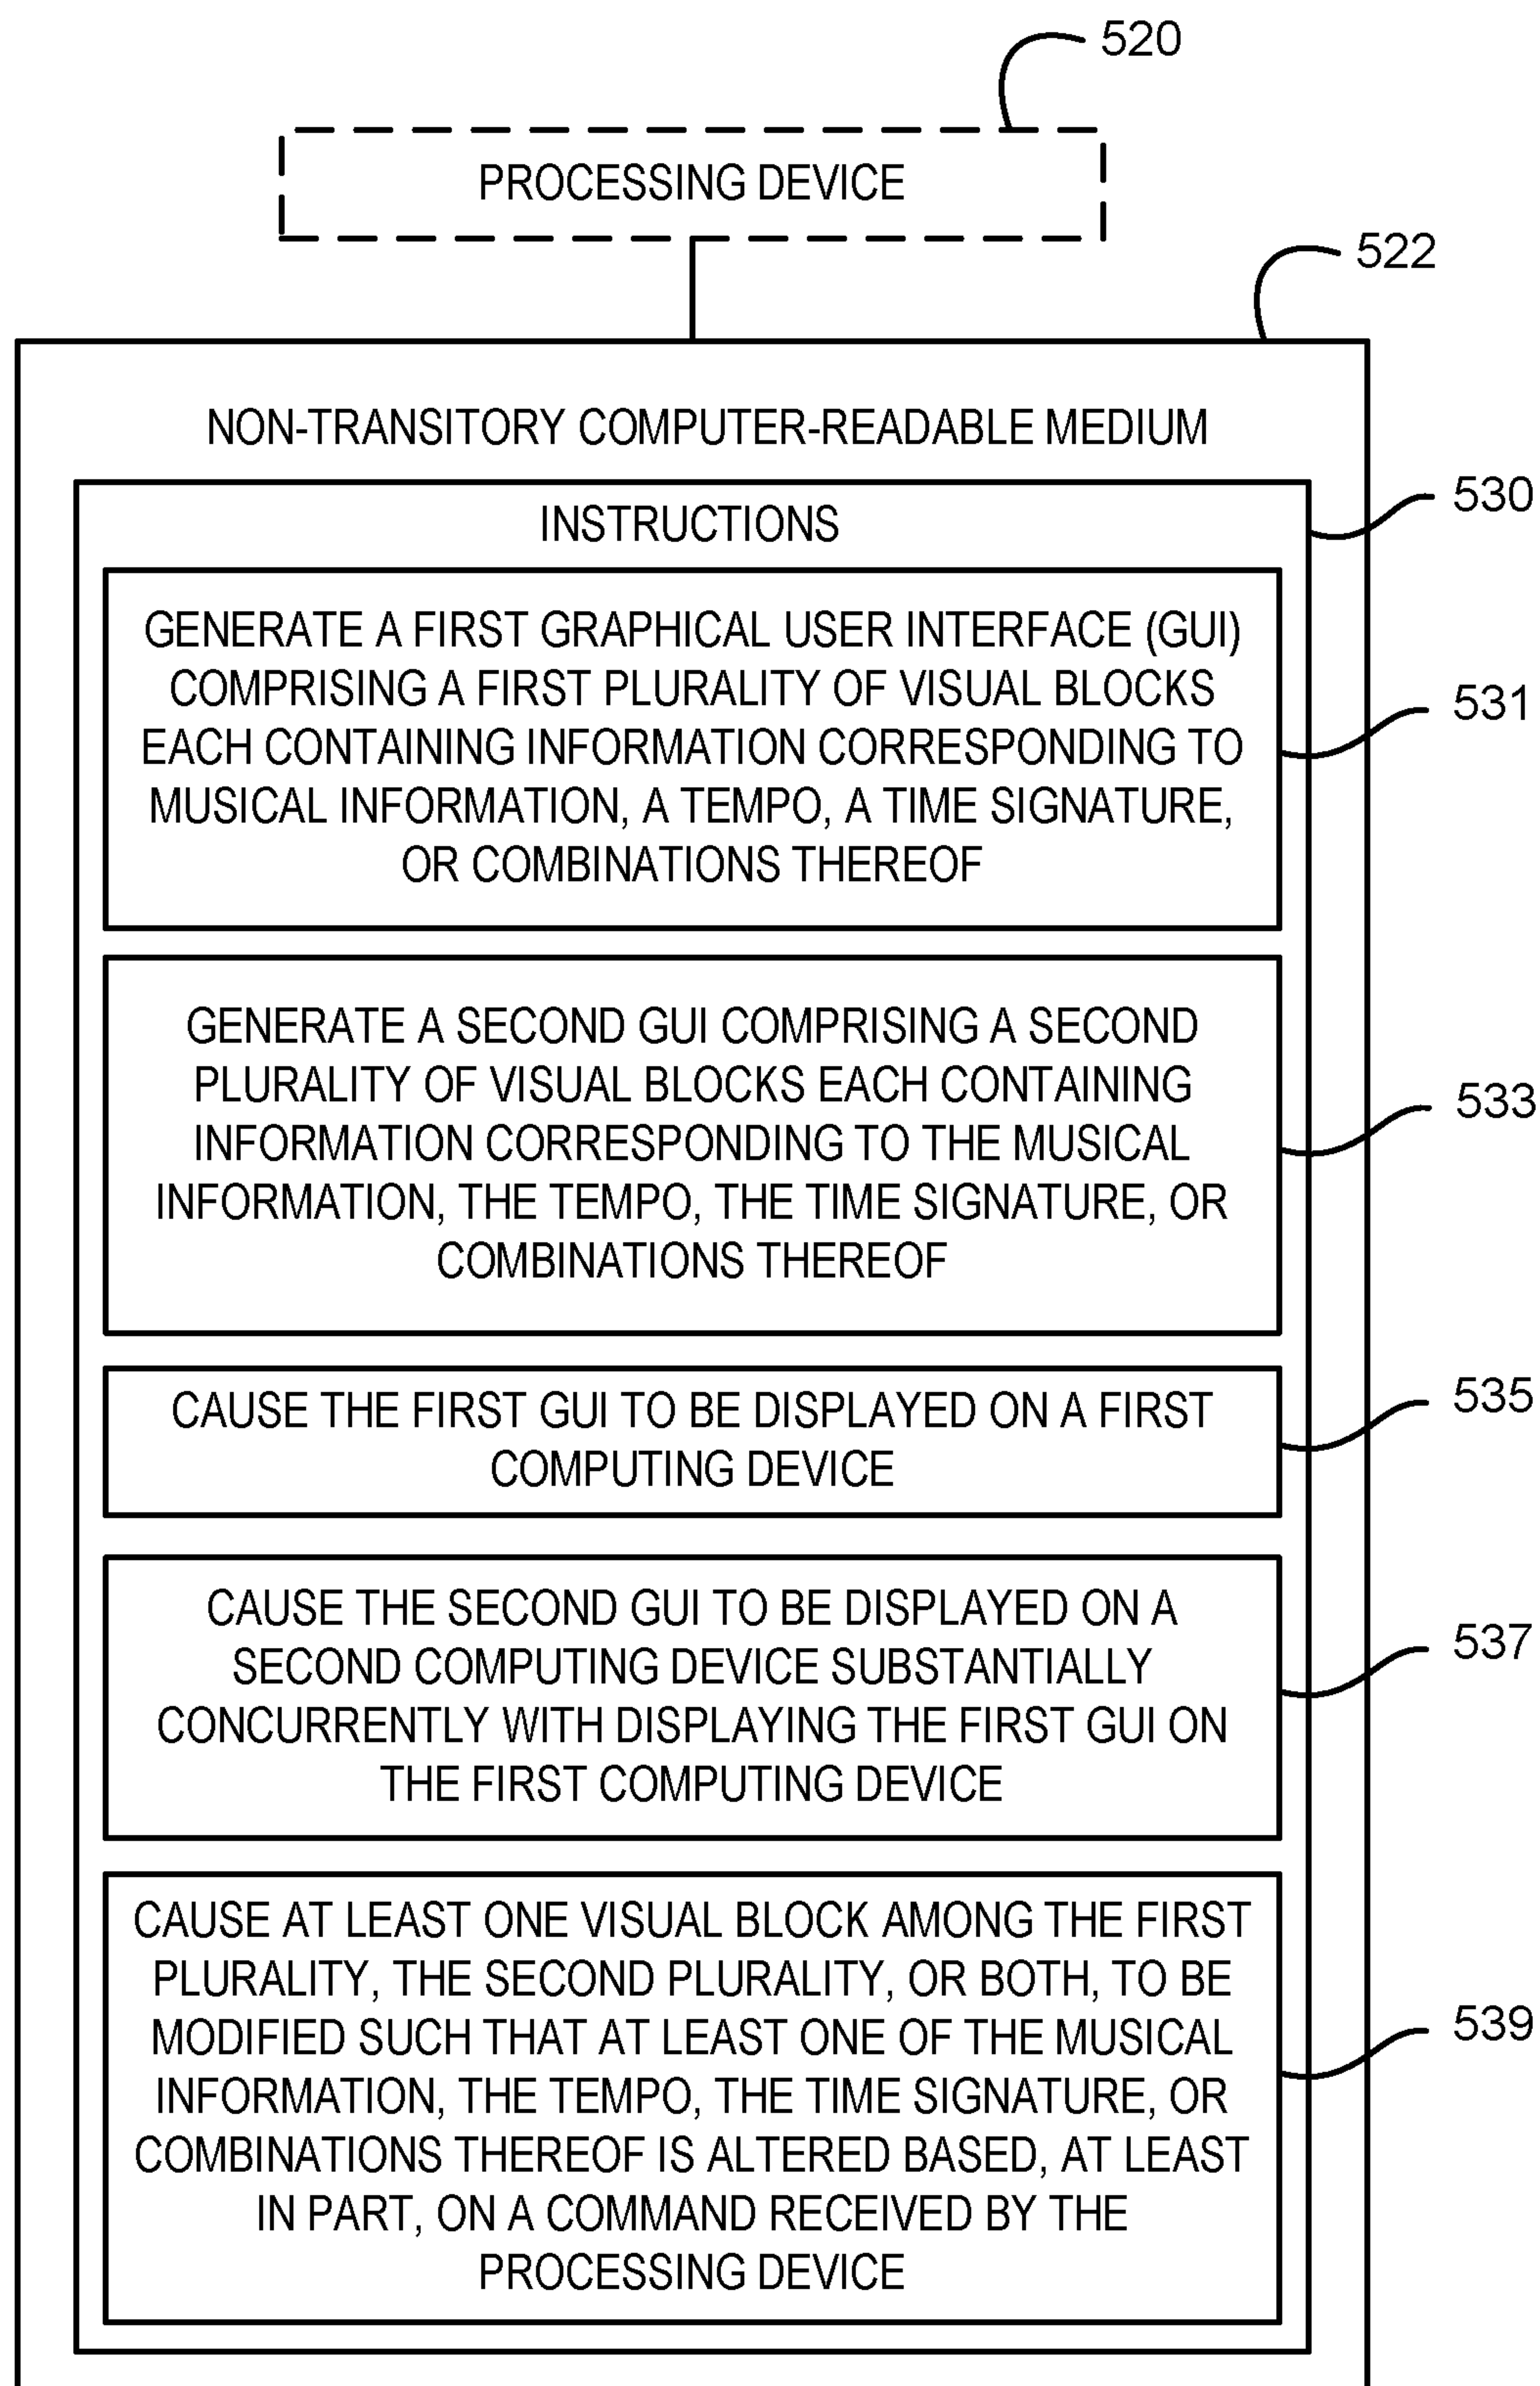 520
PROCESSING DEVICE
522
NON-TRANSITORY COMPUTER-READABLE MEDIUM
530
INSTRUCTIONS
GENERATE A FIRST GRAPHICAL USER INTERFACE (GUI)
COMPRISING A FIRST PLURALITY OF VISUAL BLOCKS
EACH CONTAINING INFORMATION CORRESPONDING TO
MUSICAL INFORMATION, A TEMPO, A TIME SIGNATURE,
OR COMBINATIONS THEREOF
531
GENERATE A SECOND GUI COMPRISING A SECOND
PLURALITY OF VISUAL BLOCKS EACH CONTAINING
INFORMATION CORRESPONDING TO THE MUSICAL
INFORMATION, THE TEMPO, THE TIME SIGNATURE, OR
COMBINATIONS THEREOF
533
CAUSE THE FIRST GUI TO BE DISPLAYED ON A FIRST
COMPUTING DEVICE
535
CAUSE THE SECOND GUI TO BE DISPLAYED ON A
SECOND COMPUTING DEVICE SUBSTANTIALLY
CONCURRENTLY WITH DISPLAYING THE FIRST GUI ON
THE FIRST COMPUTING DEVICE
537
CAUSE AT LEAST ONE VISUAL BLOCK AMONG THE FIRST
PLURALITY, THE SECOND PLURALITY, OR BOTH, TO BE
MODIFIED SUCH THAT AT LEAST ONE OF THE MUSICAL
INFORMATION, THE TEMPO, THE TIME SIGNATURE, OR
COMBINATIONS THEREOF IS ALTERED BASED, AT LEAST
IN PART, ON A COMMAND RECEIVED BY THE
PROCESSING DEVICE
539